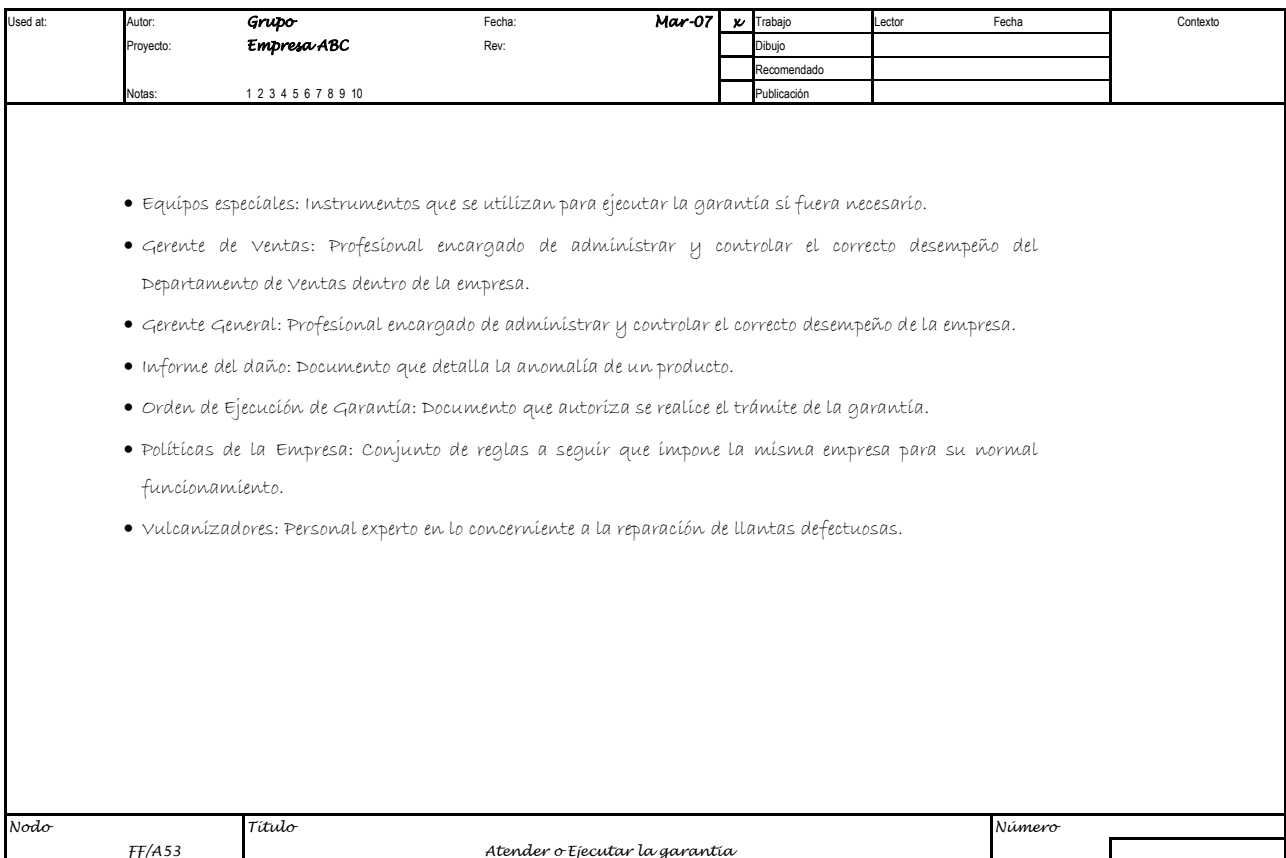 Used at: Autor: Grupo Fecha: Mar-07 x Trabajo Lector Fecha Contexto
Proyecto: Empresa ABC Rev: Dibujo
Recomendado
Notas: 1 2 3 4 5 6 7 8 9 10 Publicación
• Equipos especiales: Instrumentos que se utilizan para ejecutar la garantía si fuera necesario.
• Gerente de Ventas: Profesional encargado de administrar y controlar el correcto desempeño del
Departamento de Ventas dentro de la empresa.
• Gerente General: Profesional encargado de administrar y controlar el correcto desempeño de la empresa.
• Informe del daño: Documento que detalla la anomalía de un producto.
• Orden de Ejecución de Garantía: Documento que autoriza se realice el trámite de la garantía.
• Políticas de la Empresa: Conjunto de reglas a seguir que impone la misma empresa para su normal
funcionamiento.
• Vulcanizadores: Personal experto en lo concerniente a la reparación de llantas defectuosas.
Nodo Título Número
FF/A53 Atender o Ejecutar la garantía